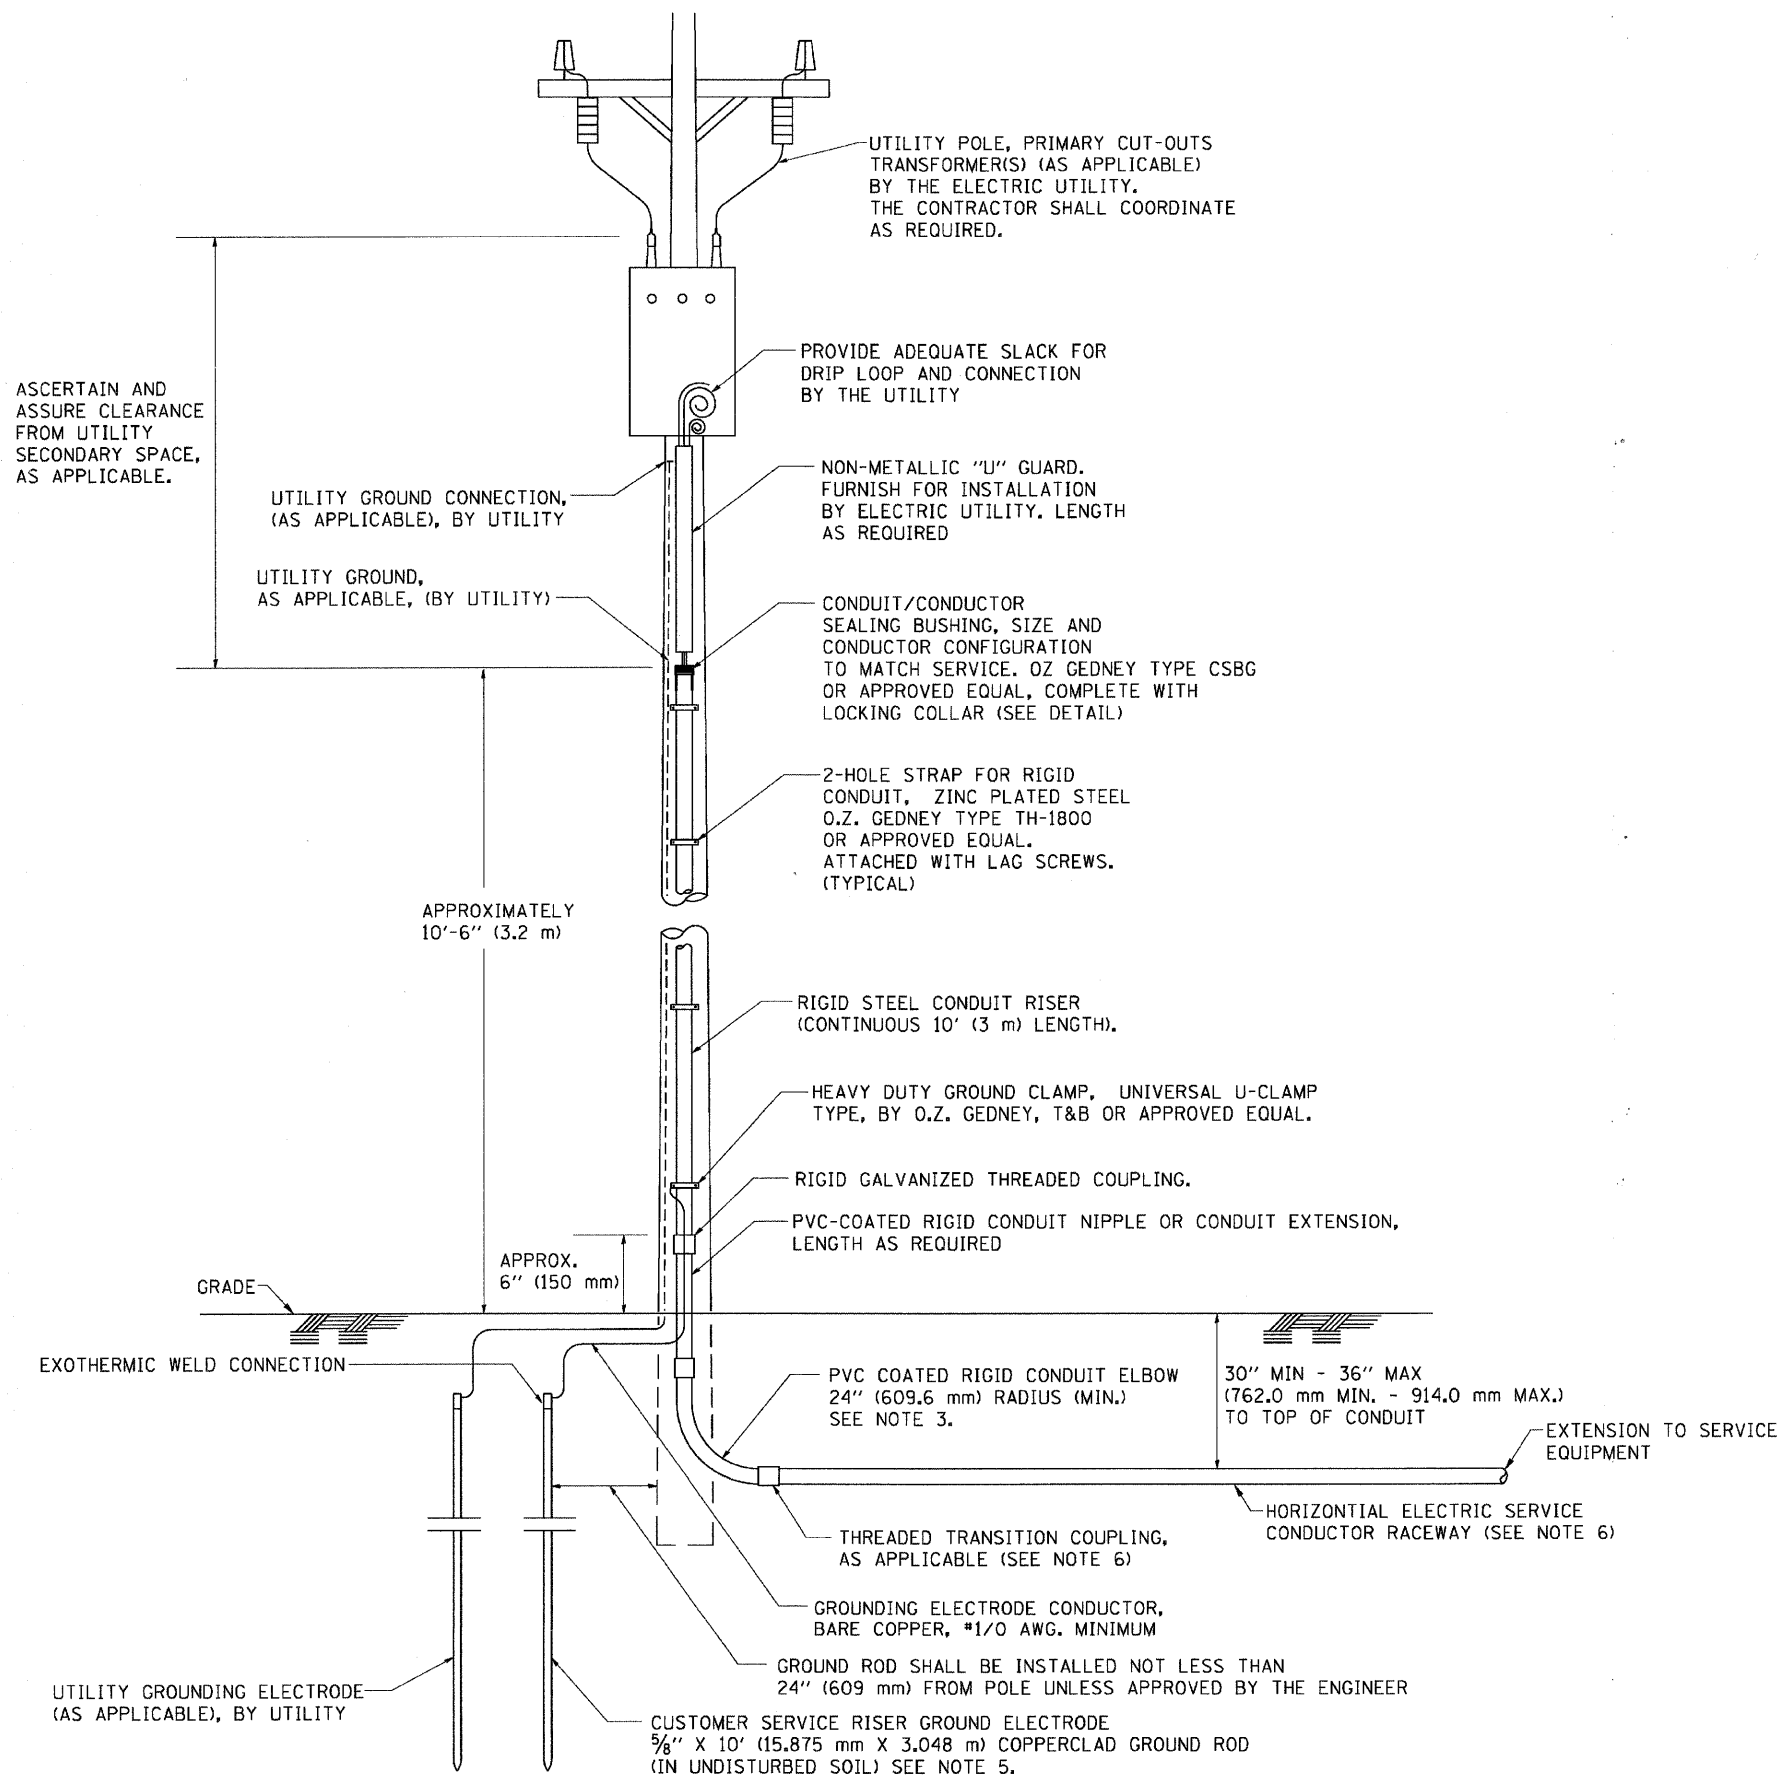 UTILITY POLE, PRIMARY CUT-OUTS
TRANSFORMER(S) (AS APPLICABLE)
BY THE ELECTRIC UTILITY.
THE CONTRACTOR SHALL COORDINATE
AS REQUIRED.
PROVIDE ADEQUATE SLACK FOR
DRIP LOOP AND CONNECTION
BY THE UTILITY
ASCERTAIN AND
ASSURE CLEARANCE
FROM UTILITY
SECONDARY SPACE,
AS APPLICABLE.
NON-METALLIC "U" GUARD.
FURNISH FOR INSTALLATION
BY ELECTRIC UTILITY. LENGTH
AS REQUIRED
UTILITY GROUND CONNECTION,
(AS APPLICABLE), BY UTILITY
UTILITY GROUND,
AS APPLICABLE, (BY UTILITY)
CONDUIT/CONDUCTOR
SEALING BUSHING, SIZE AND
CONDUCTOR CONFIGURATION
TO MATCH SERVICE. OZ GEDNEY TYPE CSBG
OR APPROVED EQUAL, COMPLETE WITH
LOCKING COLLAR (SEE DETAIL)
2-HOLE STRAP FOR RIGID
CONDUIT, ZINC PLATED STEEL
O.Z. GEDNEY TYPE TH-1800
OR APPROVED EQUAL.
ATTACHED WITH LAG SCREWS.
(TYPICAL)
APPROXIMATELY
10'-6" (3.2 m)
RIGID STEEL CONDUIT RISER
(CONTINUOUS 10' (3 m) LENGTH).
HEAVY DUTY GROUND CLAMP, UNIVERSAL U-CLAMP
TYPE, BY O.Z. GEDNEY, T&B OR APPROVED EQUAL.
RIGID GALVANIZED THREADED COUPLING.
PVC-COATED RIGID CONDUIT NIPPLE OR CONDUIT EXTENSION,
LENGTH AS REQUIRED
APPROX.
6" (150 mm)
GRADE
EXOTHERMIC WELD CONNECTION
PVC COATED RIGID CONDUIT ELBOW
24" (609.6 mm) RADIUS (MIN.)
SEE NOTE 3.
30" MIN - 36" MAX
(762.0 mm MIN. - 914.0 mm MAX.)
TO TOP OF CONDUIT
EXTENSION TO SERVICE
EQUIPMENT
HORIZONTIAL ELECTRIC SERVICE
CONDUCTOR RACEWAY (SEE NOTE 6)
THREADED TRANSITION COUPLING,
AS APPLICABLE (SEE NOTE 6)
GROUNDING ELECTRODE CONDUCTOR,
BARE COPPER, #1/0 AWG. MINIMUM
GROUND ROD SHALL BE INSTALLED NOT LESS THAN
24" (609 mm) FROM POLE UNLESS APPROVED BY THE ENGINEER
UTILITY GROUNDING ELECTRODE
(AS APPLICABLE), BY UTILITY
CUSTOMER SERVICE RISER GROUND ELECTRODE
5/8" X 10' (15.875 mm X 3.048 m) COPPERCLAD GROUND ROD
(IN UNDISTURBED SOIL) SEE NOTE 5.